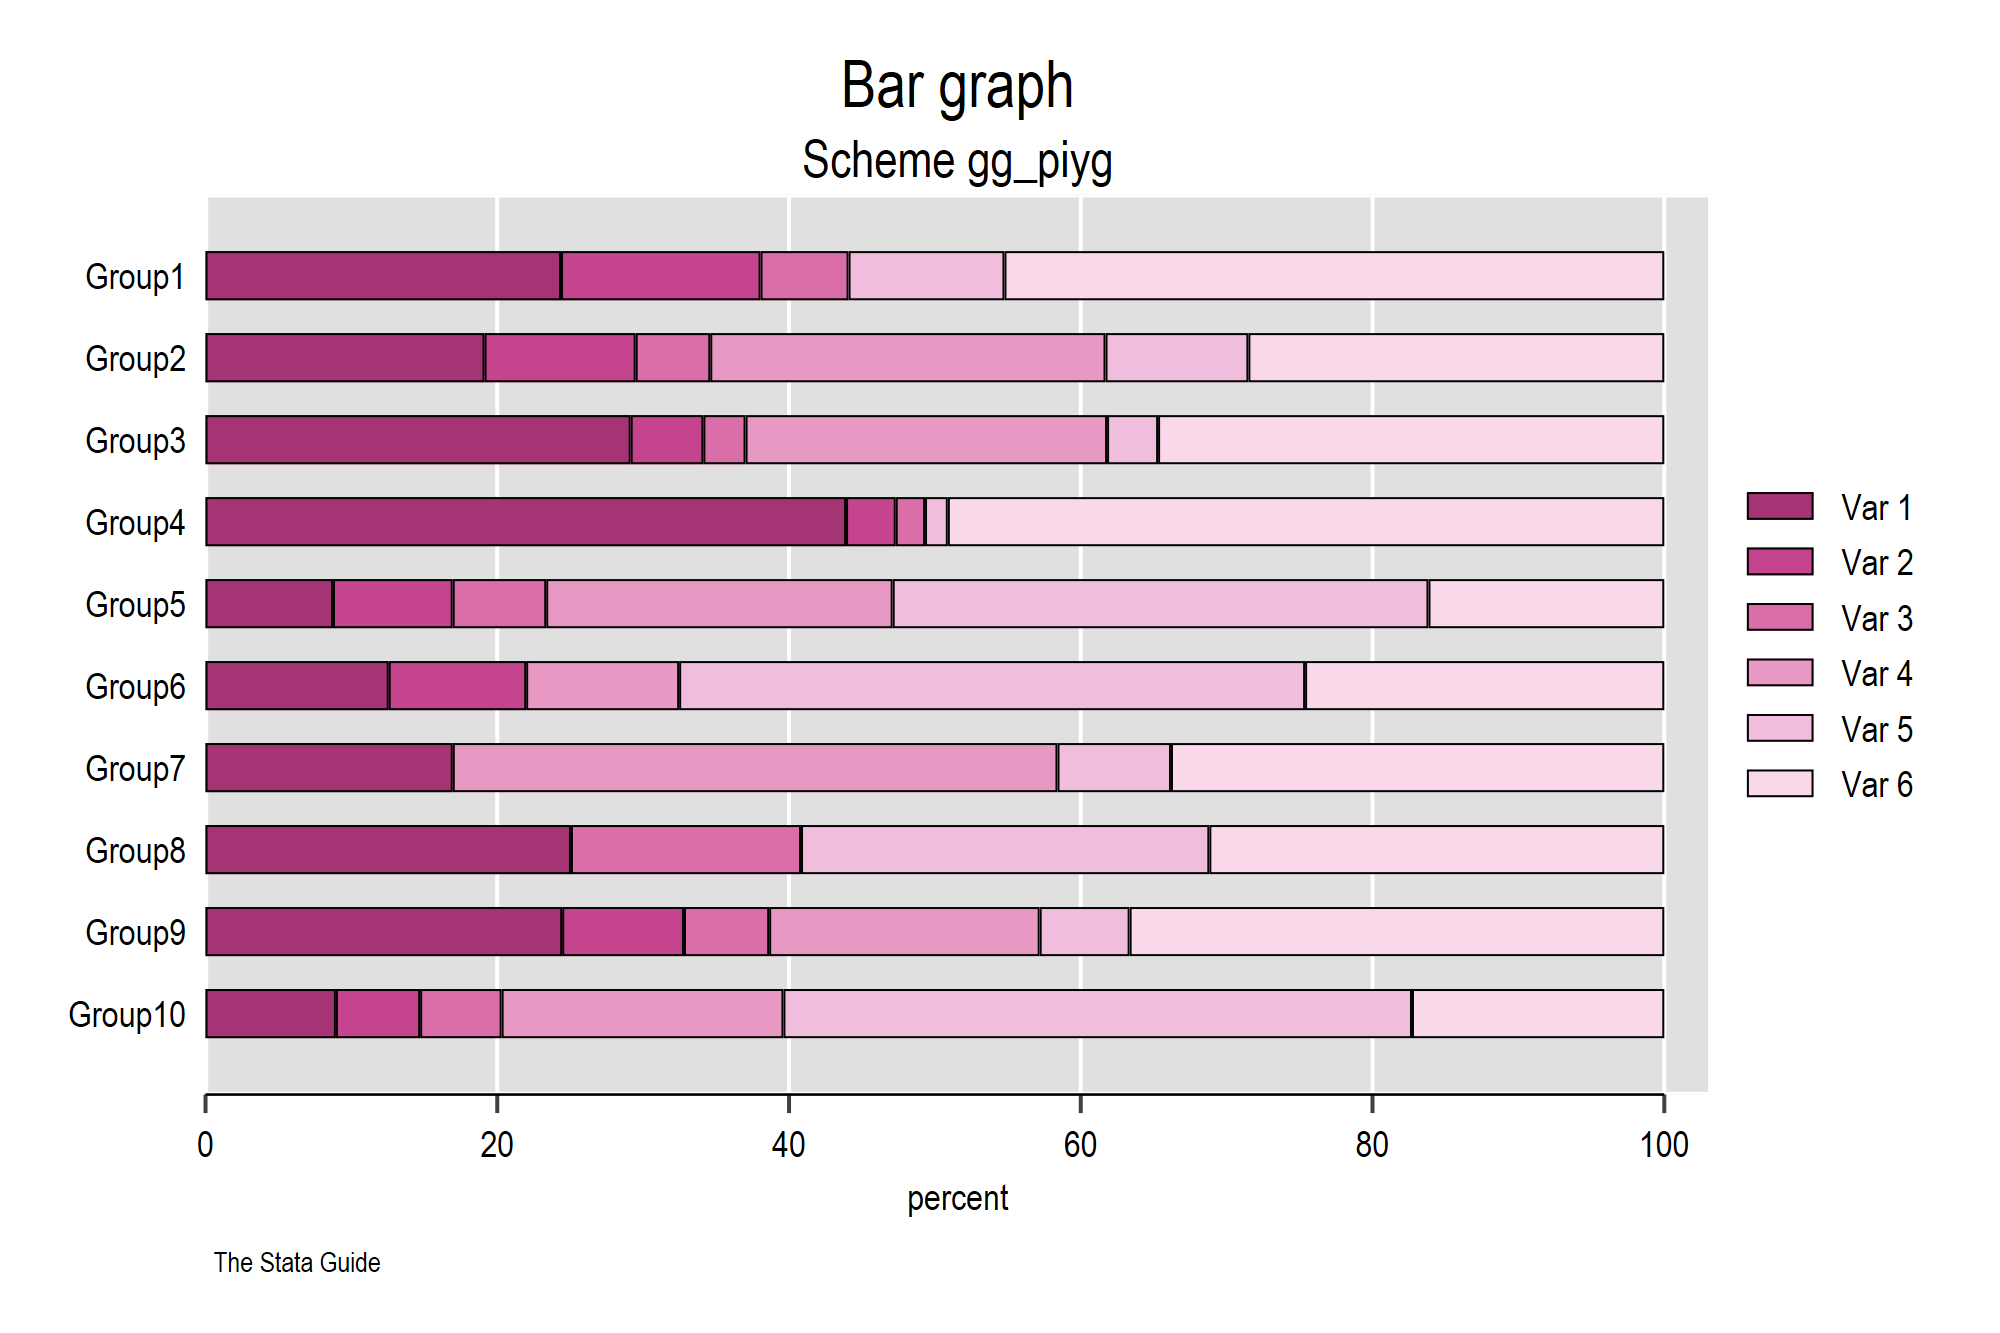 Bar graph
Scheme gg_piyg
Group1
Group2
Group3
Group4
Group5
Group6
Group7
Group8
Group9
Group10
Var 1
Var 2
Var 3
Var 4
Var 5
Var 6
0 20 40 60 80 100
percent
The Stata Guide